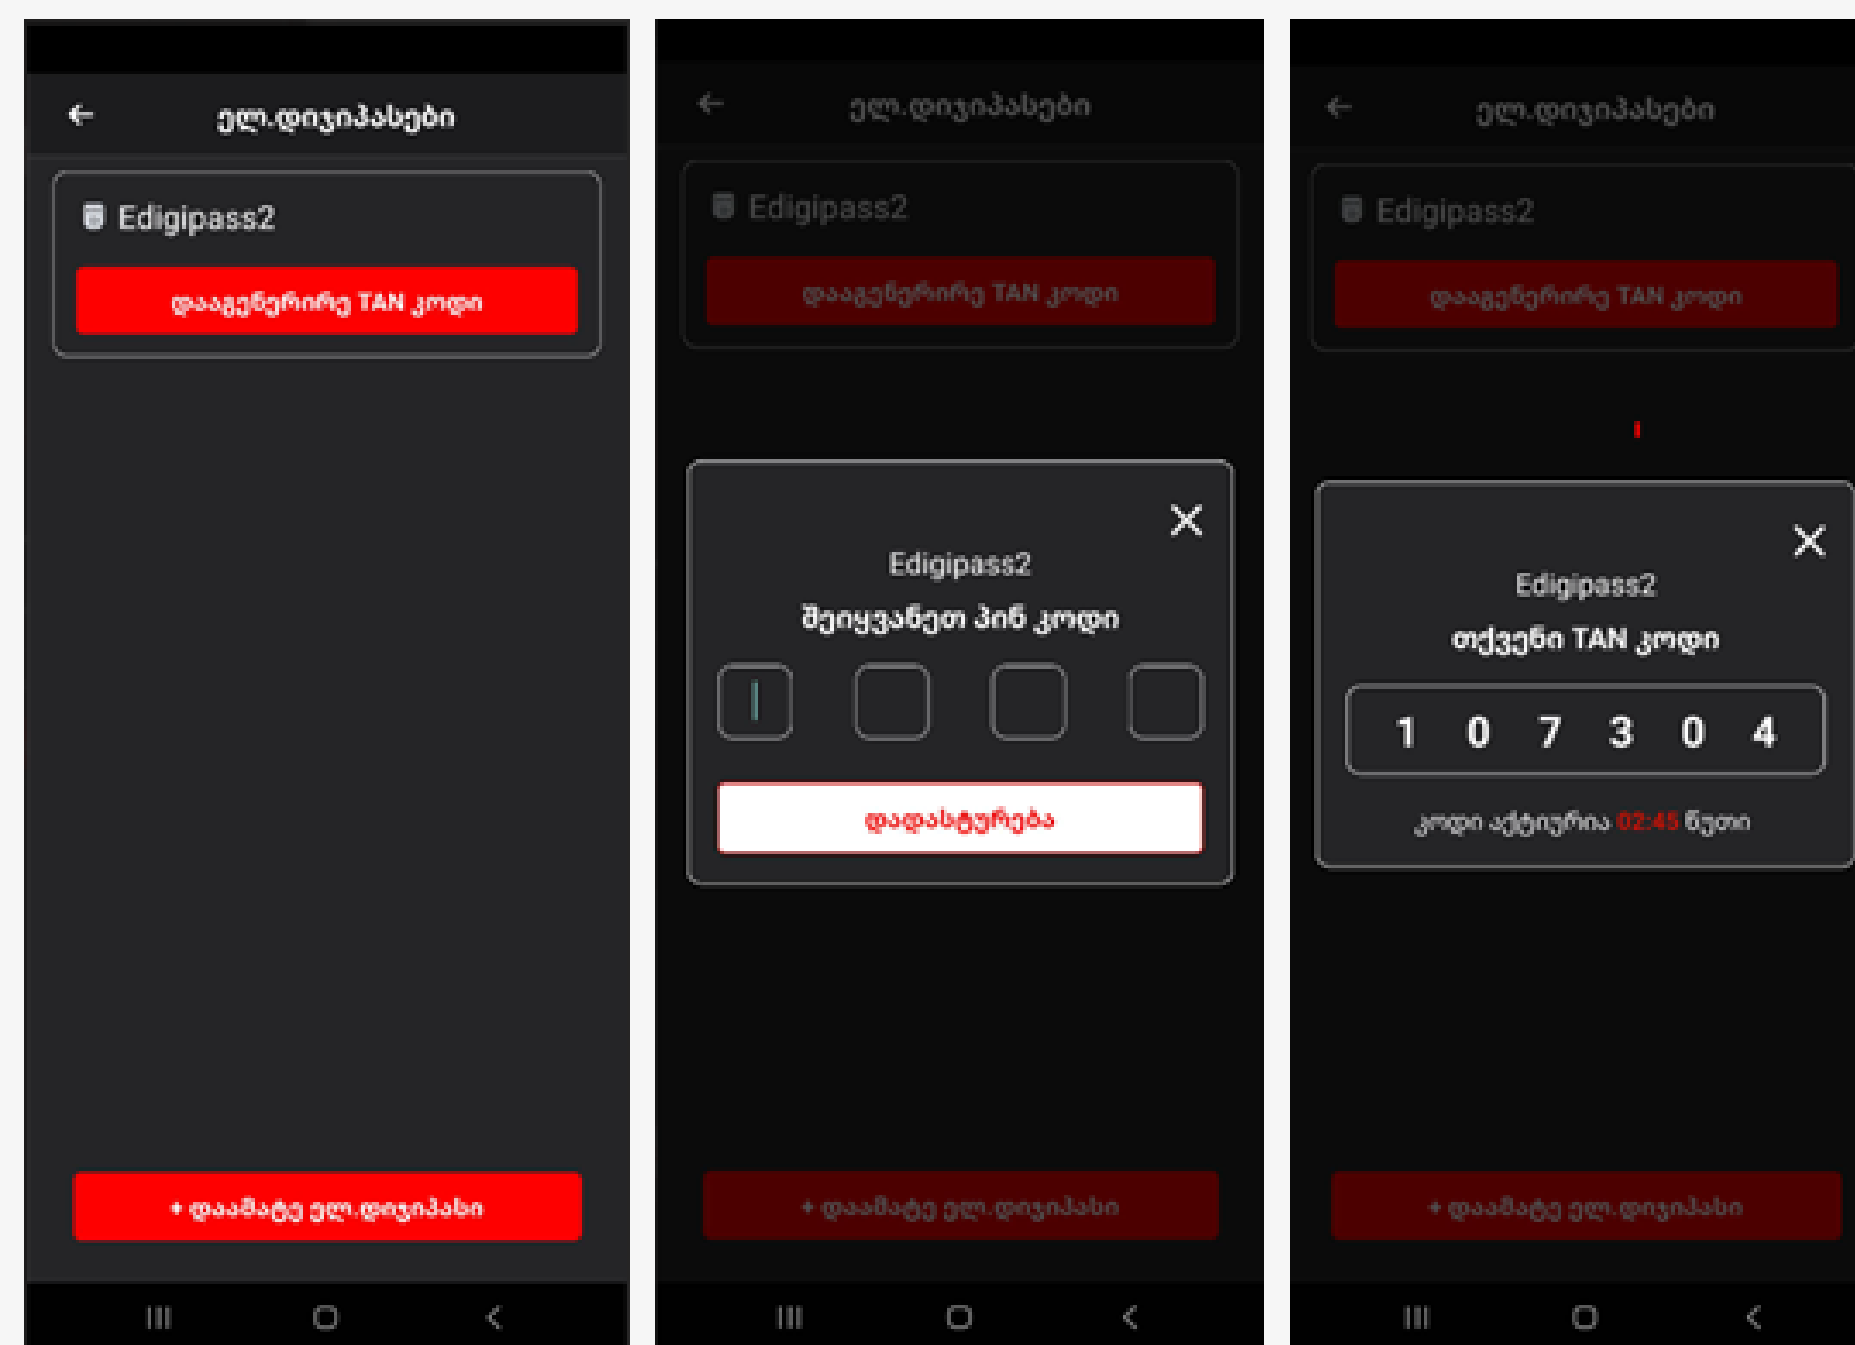 ელ.დიჯიპასები
Edigipass2
დააგენერირე TAN კოდი
+ დაამატე ელ.დიჯიპასი
ელ.დიჯიპასები
Edigipass2
დააგენერირე TAN კოდი
Edigipass2
შეიყვანეთ პინ კოდი
დადასტურება
+ დაამატე ელ.დიჯიპასი
ელ.დიჯიპასები
Edigipass2
დააგენერირე TAN კოდი
Edigipass2
თქვენი TAN კოდი
1 0 7 3 0 4
კოდი აქტიურია 02:45 წუთი
+ დაამატე ელ.დიჯიპასი